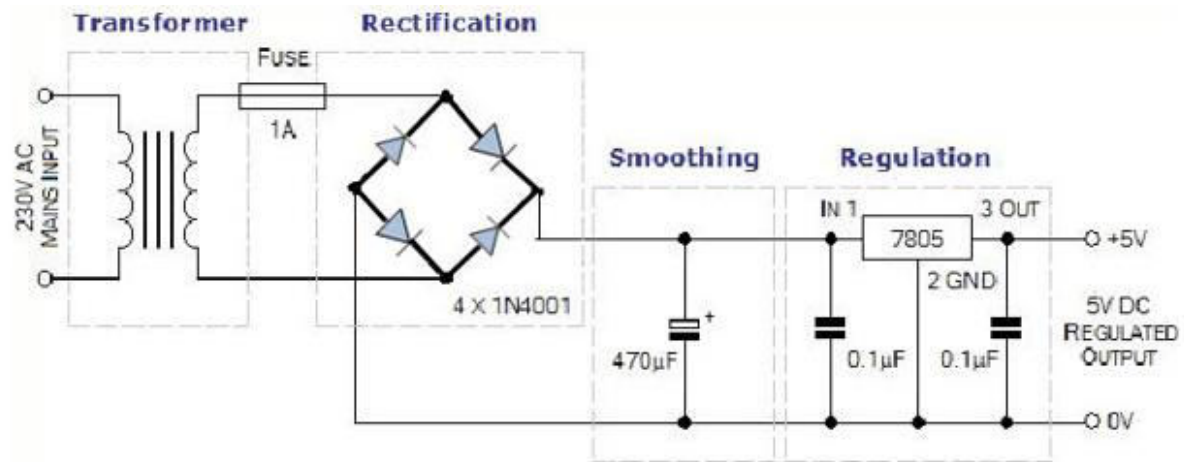 Transformer
Rectification
FUSE
1A
230V AC
MAINS INPUT
4 X 1N4001
Smoothing
+
470µF
Regulation
IN 1
7805
3 OUT
2 GND
0.1µF
0.1µF
+5V
5V DC
REGULATED
OUTPUT
0V